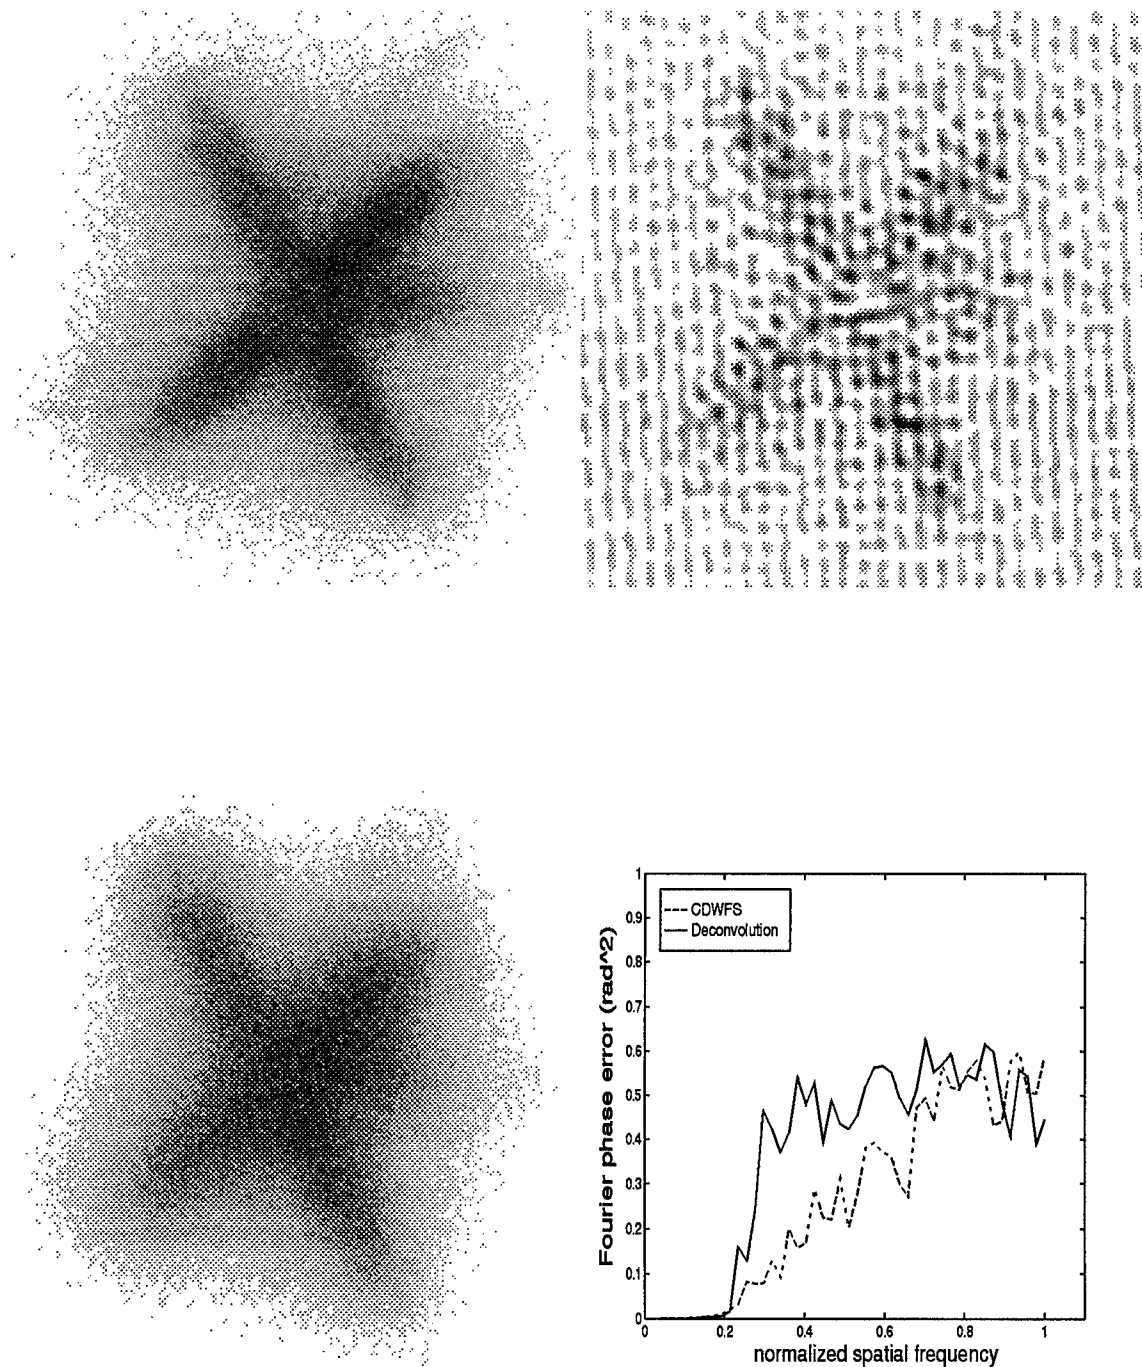 1
0.9
0.8
0.7
0.6
0.5
0.4
0.3
0.2
0.1
0
CDWFS
Deconvolution
Fourier phase error (rad^2)
0 0.2 0.4 0.6 0.8 1
normalized spatial frequency